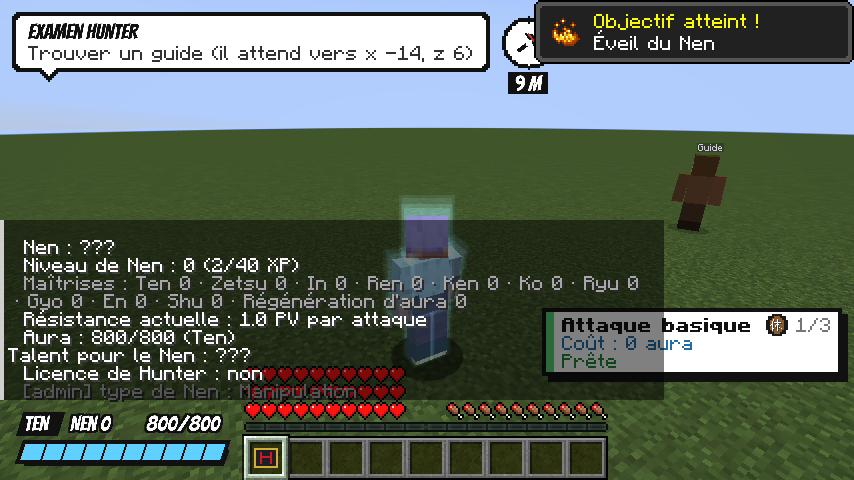 EXAMEN HUNTER
Trouver un guide (il attend vers x -14, z 6)
9 M
Objectif atteint !
Éveil du Nen
Guide
Nen : ???
Niveau de Nen : 0 (2/40 XP)
Maîtrises : Ten 0 · Zetsu 0 · In 0 · Ren 0 · Ken 0 · Ko 0 · Ryu 0
· Gyo 0 · En 0 · Shu 0 · Régénération d'aura 0
Résistance actuelle : 1.0 PV par attaque
Aura : 800/800 (Ten)
Talent pour le Nen : ???
Licence de Hunter : non
[admin] type de Nen : Manipulation
Attaque basique 1/3
Coût : 0 aura
Prête
TEN NEN 0 800/800
H